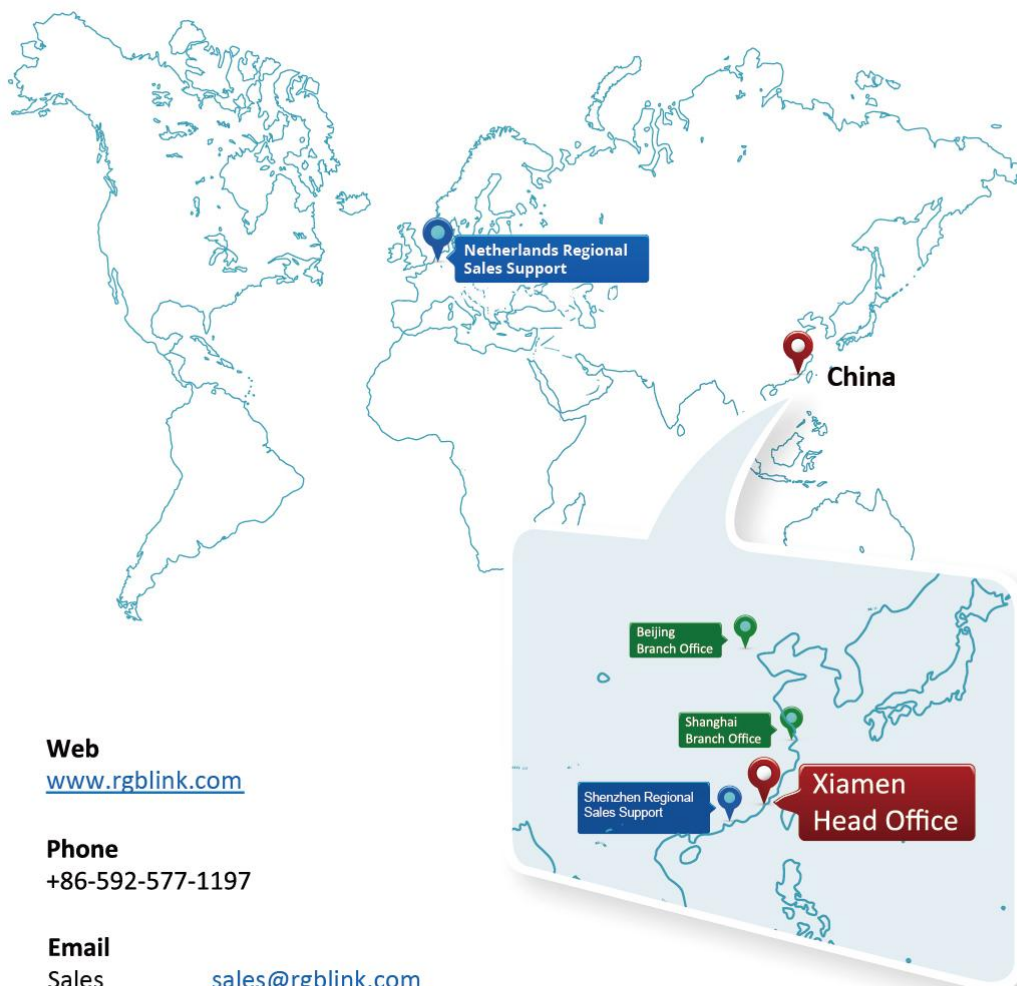 Netherlands Regional
Sales Support
China
Beijing
Branch Office
Shanghai
Branch Office
Shenzhen Regional
Sales Support
Xiamen
Head Office
Web
www.rgblink.com
Phone
+86-592-577-1197
Email
Sales sales@rgblink.com